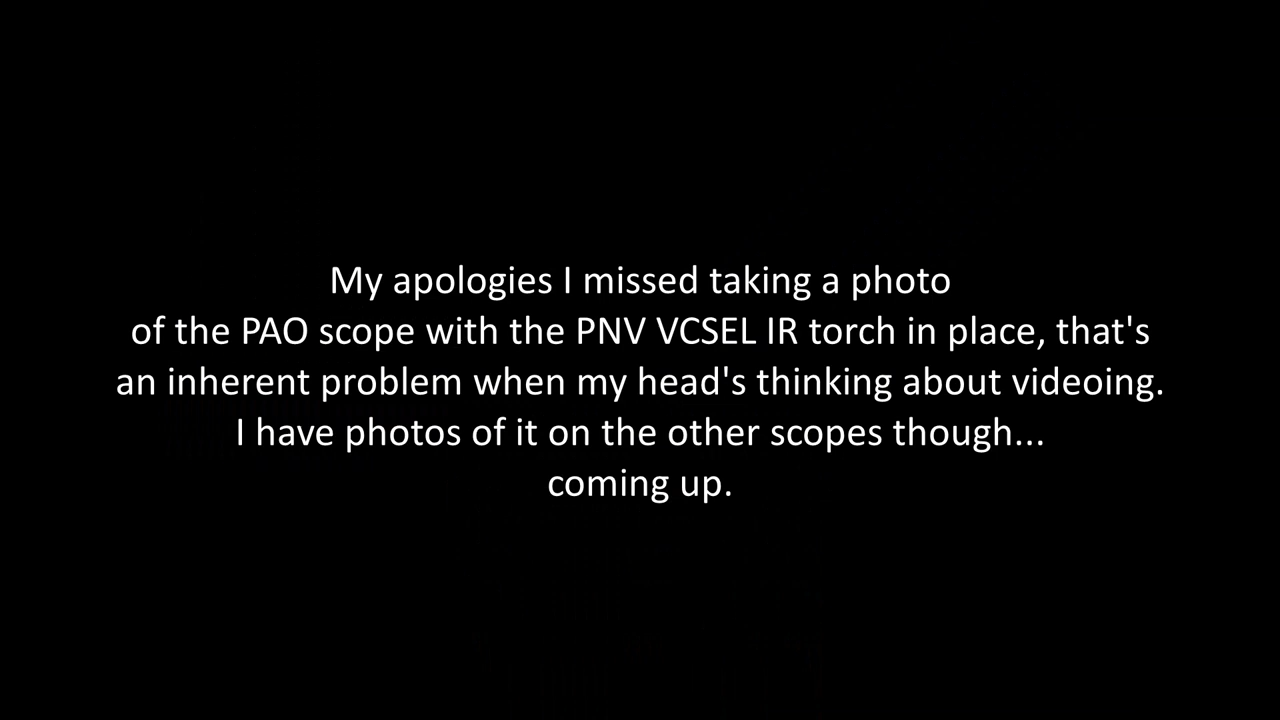 My apologies I missed taking a photo
of the PAO scope with the PNV VCSEL IR torch in place, that's
an inherent problem when my head's thinking about videoing.
I have photos of it on the other scopes though...
coming up.